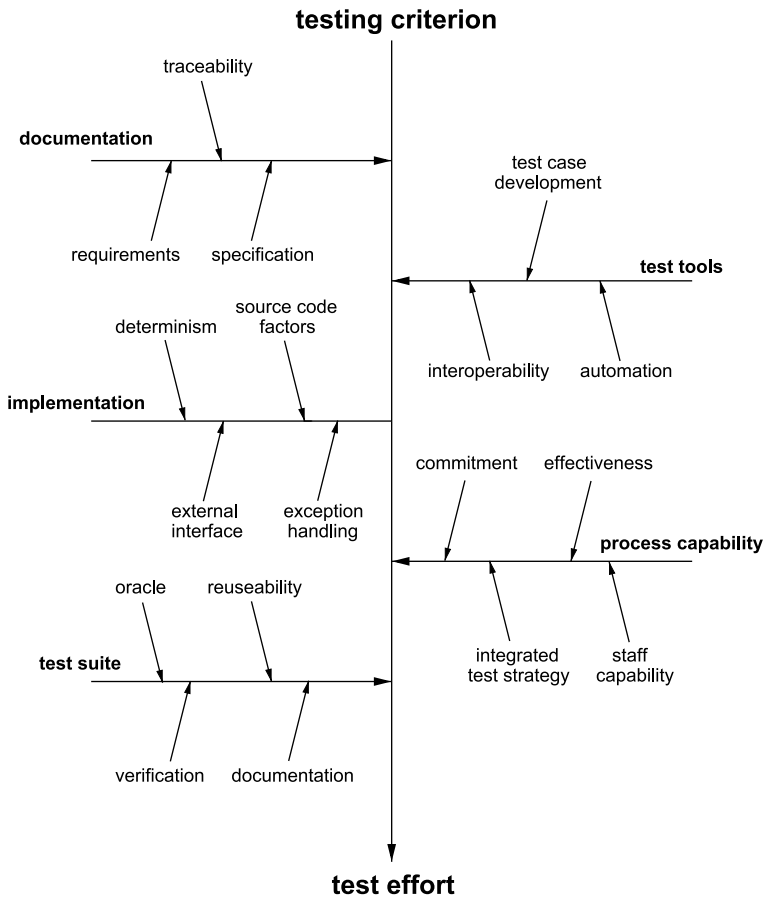 testing criterion
traceability
documentation
test case
development
requirements
specification
test tools
source code
factors
determinism
interoperability
automation
implementation
commitment
effectiveness
external
interface
exception
handling
process capability
oracle
reuseability
integrated
test strategy
staff
capability
test suite
verification
documentation
test effort